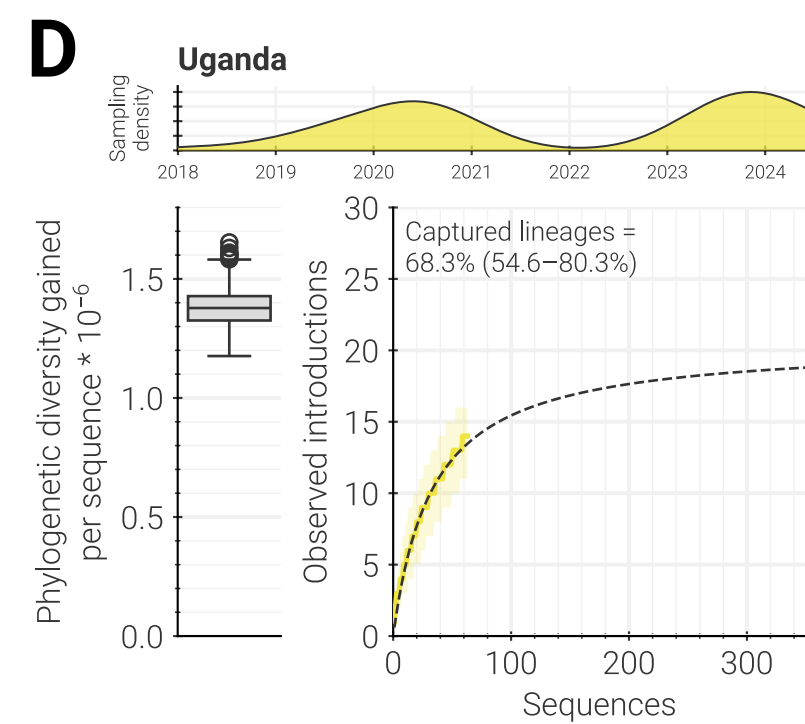 D
Uganda
Sampling
density
2018 2019 2020 2021 2022 2023 2024
Phylogenetic diversity gained
per sequence * 10⁻⁶
1.5
1.0
0.5
0.0
Observed introductions
30
25
20
15
10
5
0
Captured lineages =
68.3% (54.6–80.3%)
0 100 200 300
Sequences